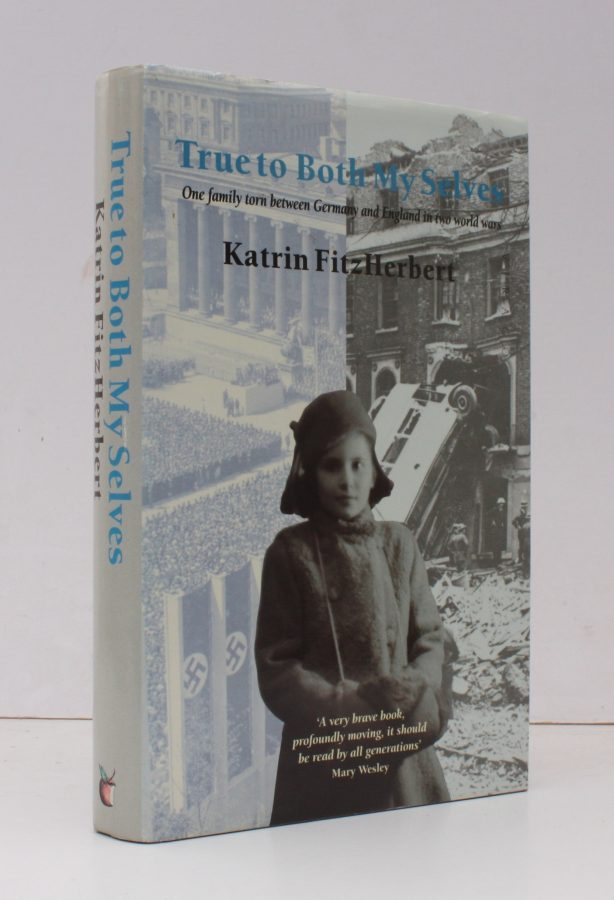 True to Both My Selves
Katrin FitzHerbert
True to Both My Selves
One family torn between Germany and England in two world wars
Katrin FitzHerbert
‘A very brave book,
profoundly moving, it should
be read by all generations’
Mary Wesley